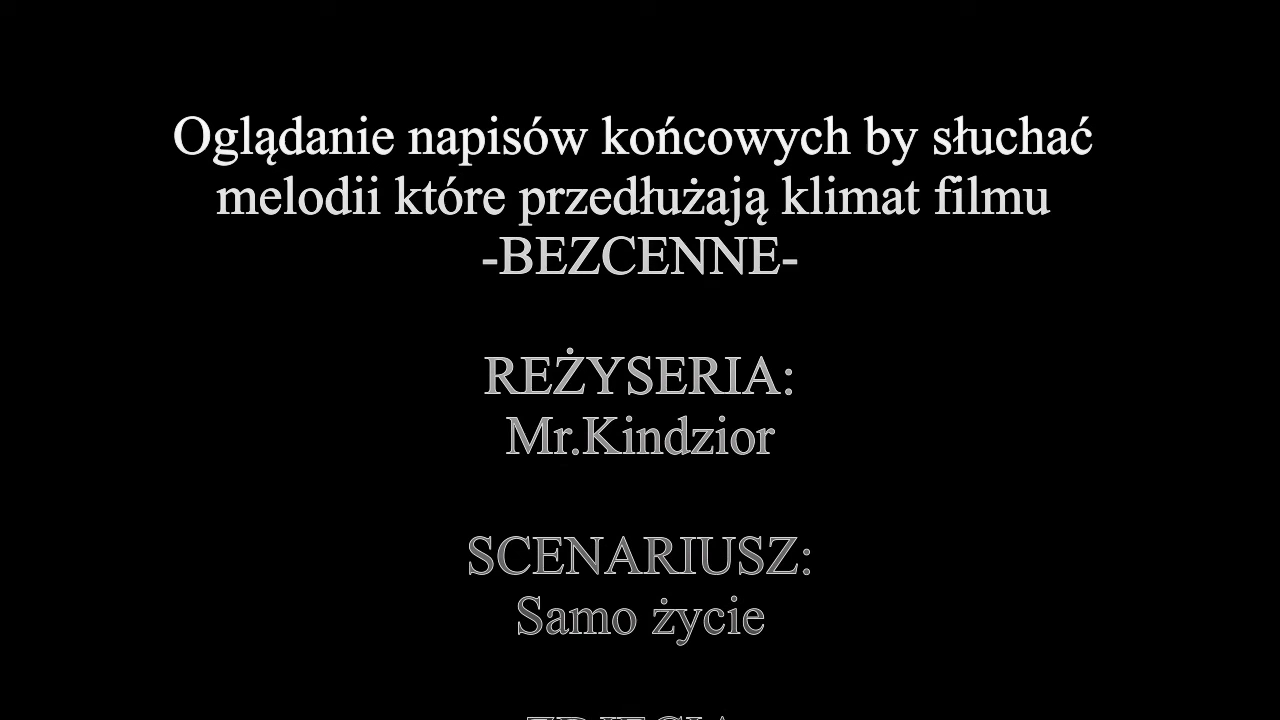 Oglądanie napisów końcowych by słuchać
melodii które przedłużają klimat filmu
-BEZCENNE-
REŻYSERIA:
Mr.Kindzior
SCENARIUSZ:
Samo życie